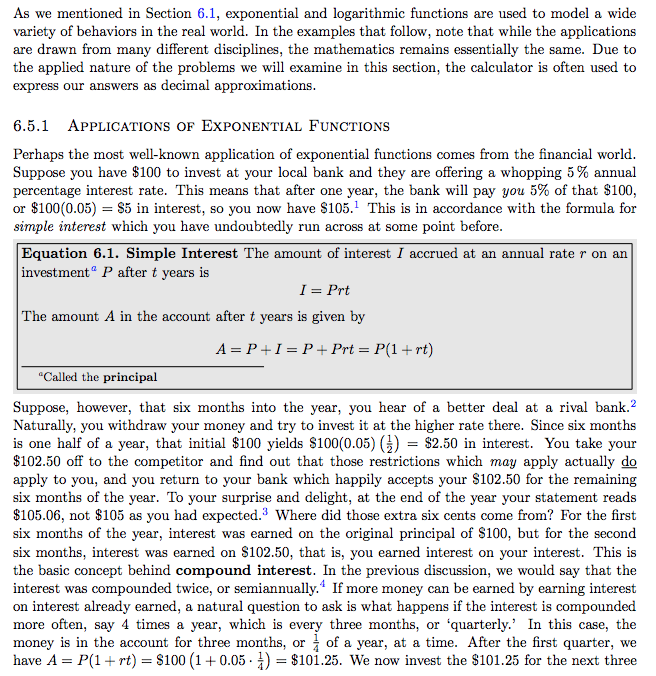 As we mentioned in Section 6.1, exponential and logarithmic functions are used to model a wide
variety of behaviors in the real world. In the examples that follow, note that while the applications
are drawn from many different disciplines, the mathematics remains essentially the same. Due to
the applied nature of the problems we will examine in this section, the calculator is often used to
express our answers as decimal approximations.
6.5.1 Applications of Exponential Functions
Perhaps the most well-known application of exponential functions comes from the financial world.
Suppose you have $100 to invest at your local bank and they are offering a whopping 5 % annual
percentage interest rate. This means that after one year, the bank will pay you 5% of that $100,
or $100(0.05) = $5 in interest, so you now have $105.¹ This is in accordance with the formula for
simple interest which you have undoubtedly run across at some point before.
Equation 6.1. Simple Interest The amount of interest I accrued at an annual rate r on an
investmentᵃ P after t years is
I = Prt
The amount A in the account after t years is given by
A = P + I = P + Prt = P(1 + rt)
ᵃCalled the principal
Suppose, however, that six months into the year, you hear of a better deal at a rival bank.²
Naturally, you withdraw your money and try to invest it at the higher rate there. Since six months
is one half of a year, that initial $100 yields $100(0.05) (1/2) = $2.50 in interest. You take your
$102.50 off to the competitor and find out that those restrictions which may apply actually do
apply to you, and you return to your bank which happily accepts your $102.50 for the remaining
six months of the year. To your surprise and delight, at the end of the year your statement reads
$105.06, not $105 as you had expected.³ Where did those extra six cents come from? For the first
six months of the year, interest was earned on the original principal of $100, but for the second
six months, interest was earned on $102.50, that is, you earned interest on your interest. This is
the basic concept behind compound interest. In the previous discussion, we would say that the
interest was compounded twice, or semiannually.⁴ If more money can be earned by earning interest
on interest already earned, a natural question to ask is what happens if the interest is compounded
more often, say 4 times a year, which is every three months, or ‘quarterly.’ In this case, the
money is in the account for three months, or 1/4 of a year, at a time. After the first quarter, we
have A = P(1 + rt) = $100 (1 + 0.05 · 1/4) = $101.25. We now invest the $101.25 for the next three